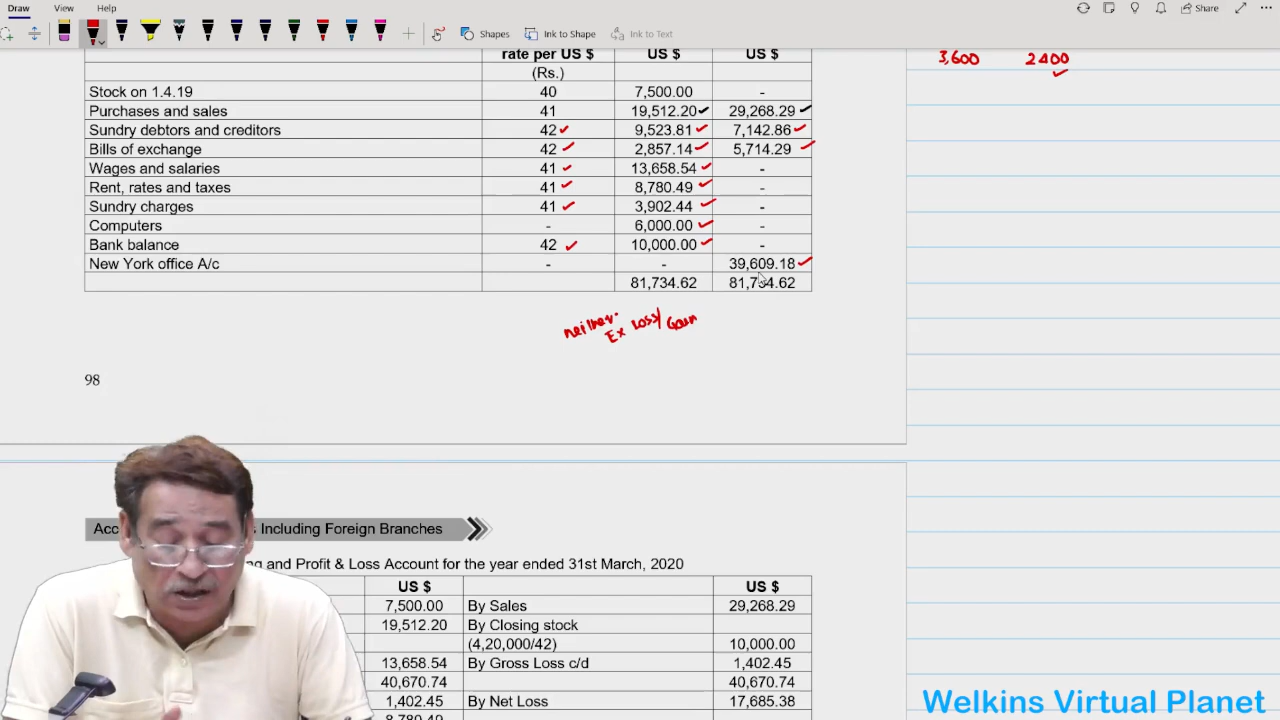 Draw View Help
Share
Shapes Ink to Shape Ink to Text
3,600 2400
rate per US $ US $ US $
(Rs.)
Stock on 1.4.19 40 7,500.00 -
Purchases and sales 41 19,512.20 29,268.29
Sundry debtors and creditors 42 9,523.81 7,142.86
Bills of exchange 42 2,857.14 5,714.29
Wages and salaries 41 13,658.54 -
Rent, rates and taxes 41 8,780.49 -
Sundry charges 41 3,902.44 -
Computers - 6,000.00 -
Bank balance 42 10,000.00 -
New York office A/c - - 39,609.18
81,734.62 81,734.62
neither
Ex Loss/ Gain
98
Acc Including Foreign Branches
ng and Profit & Loss Account for the year ended 31st March, 2020
US $ US $
7,500.00 By Sales 29,268.29
19,512.20 By Closing stock
(4,20,000/42) 10,000.00
13,658.54 By Gross Loss c/d 1,402.45
40,670.74 40,670.74
1,402.45 By Net Loss 17,685.38
8,780.49
Welkins Virtual Planet